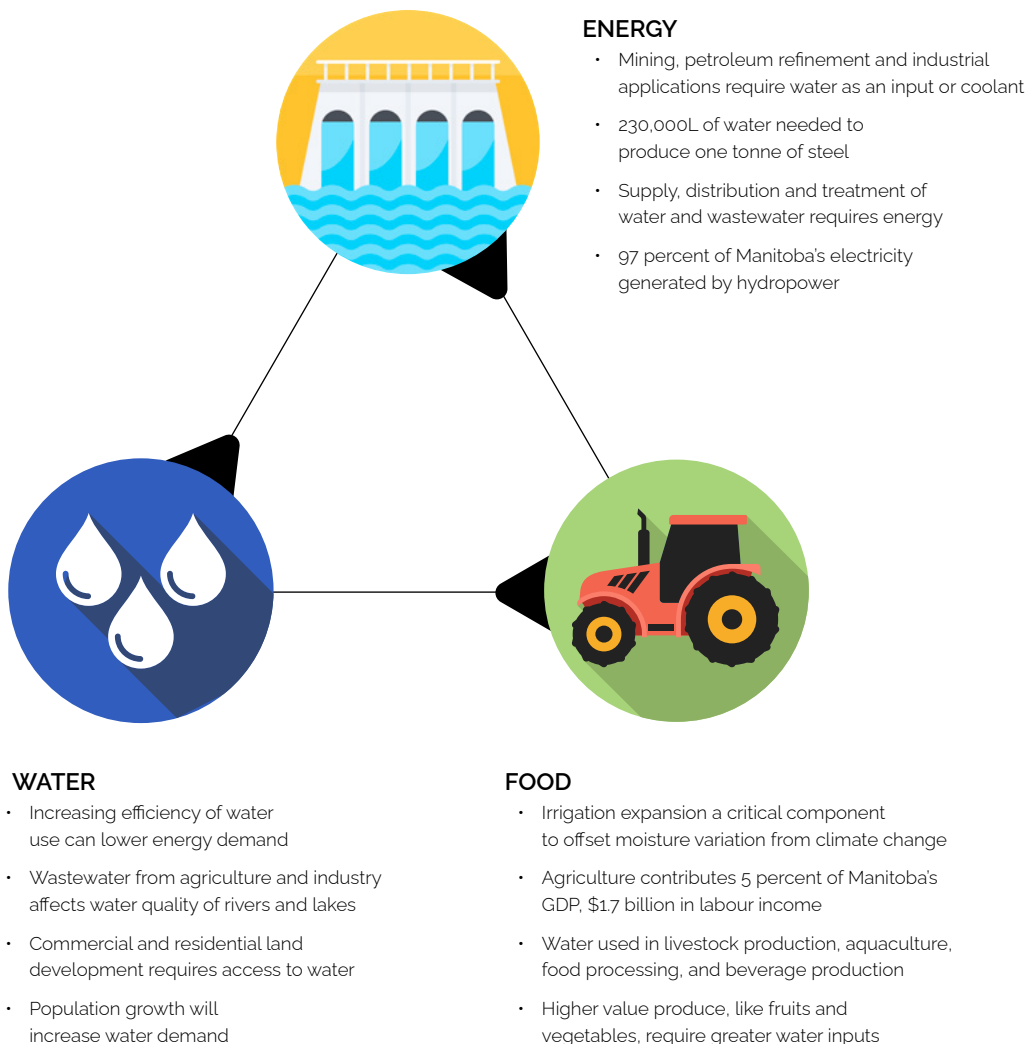 ENERGY
• Mining, petroleum refinement and industrial
applications require water as an input or coolant
• 230,000L of water needed to
produce one tonne of steel
• Supply, distribution and treatment of
water and wastewater requires energy
• 97 percent of Manitoba's electricity
generated by hydropower
WATER
• Increasing efficiency of water
use can lower energy demand
• Wastewater from agriculture and industry
affects water quality of rivers and lakes
• Commercial and residential land
development requires access to water
• Population growth will
increase water demand
FOOD
• Irrigation expansion a critical component
to offset moisture variation from climate change
• Agriculture contributes 5 percent of Manitoba's
GDP, $1.7 billion in labour income
• Water used in livestock production, aquaculture,
food processing, and beverage production
• Higher value produce, like fruits and
vegetables, require greater water inputs